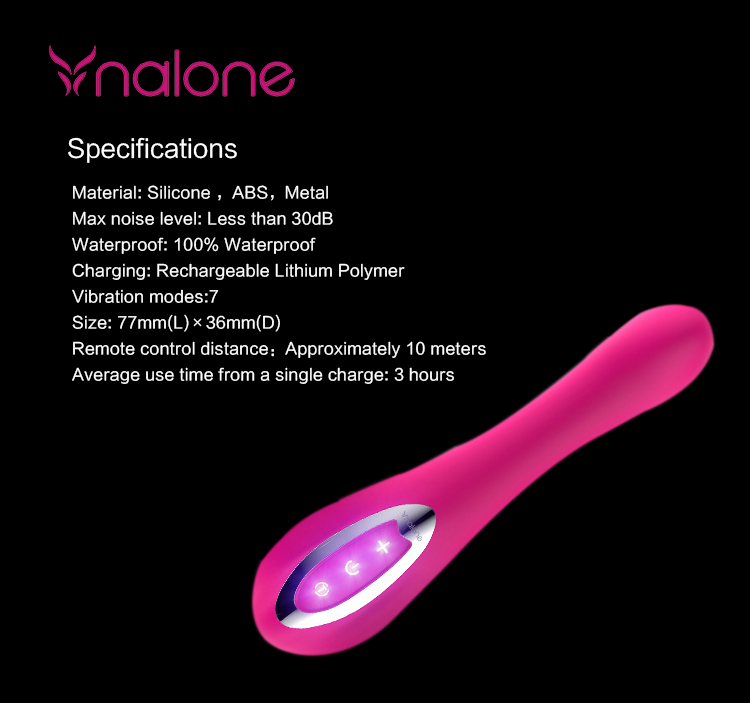 Ynalone
Specifications
Material: Silicone ，ABS，Metal
Max noise level: Less than 30dB
Waterproof: 100% Waterproof
Charging: Rechargeable Lithium Polymer
Vibration modes:7
Size: 77mm(L)×36mm(D)
Remote control distance：Approximately 10 meters
Average use time from a single charge: 3 hours